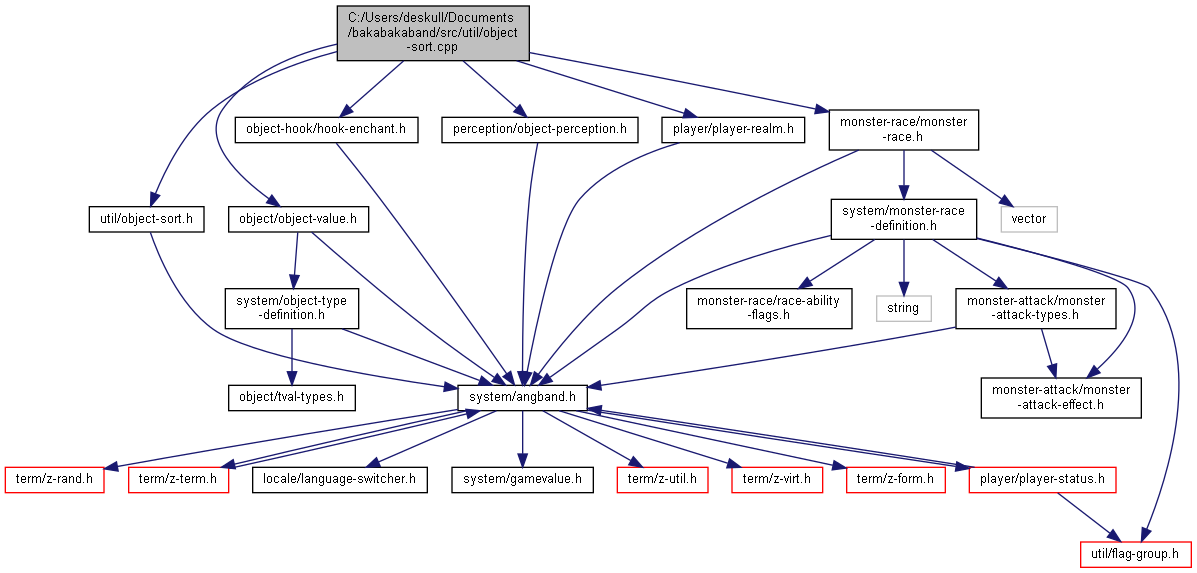 C:/Users/deskull/Documents
/bakabakaband/src/util/object
-sort.cpp
object-hook/hook-enchant.h
perception/object-perception.h
player/player-realm.h
monster-race/monster
-race.h
util/object-sort.h
object/object-value.h
system/monster-race
-definition.h
vector
system/object-type
-definition.h
monster-race/race-ability
-flags.h
string
monster-attack/monster
-attack-types.h
object/tval-types.h
system/angband.h
monster-attack/monster
-attack-effect.h
term/z-rand.h
term/z-term.h
locale/language-switcher.h
system/gamevalue.h
term/z-util.h
term/z-virt.h
term/z-form.h
player/player-status.h
util/flag-group.h